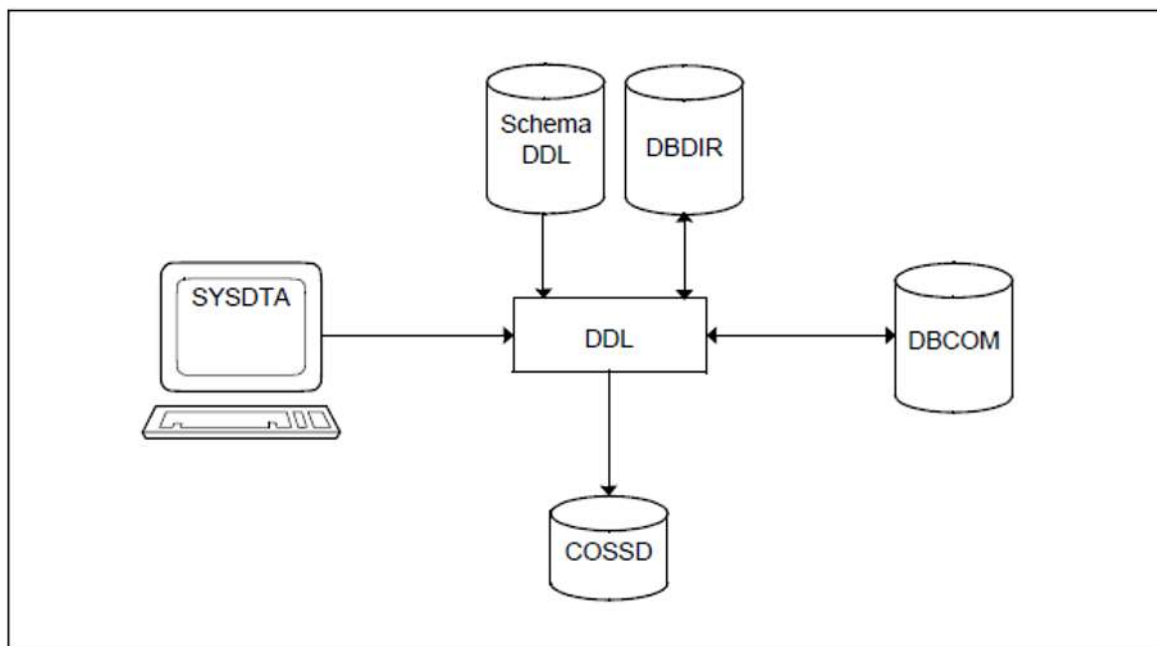 Schema
DDL
DBDIR
SYSDTA
DDL
DBCOM
COSSD